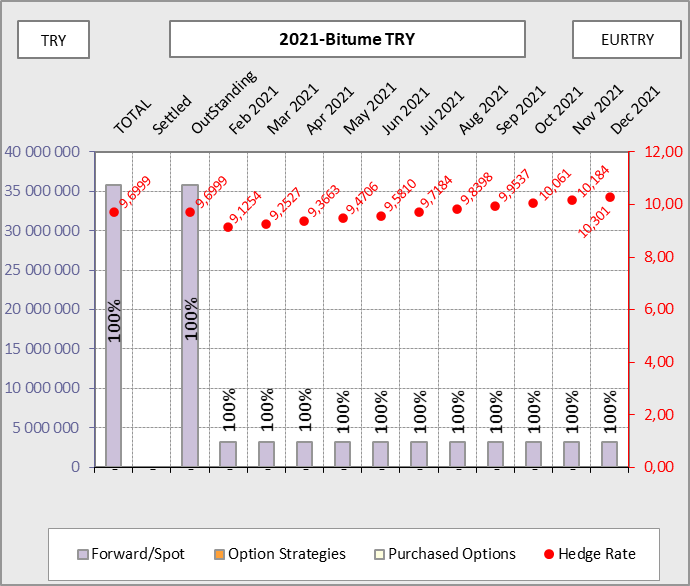 TRY
2021-Bitume TRY
EURTRY
TOTAL
Settled
OutStanding
Feb 2021
Mar 2021
Apr 2021
May 2021
Jun 2021
Jul 2021
Aug 2021
Sep 2021
Oct 2021
Nov 2021
Dec 2021
40 000 000
35 000 000
30 000 000
25 000 000
20 000 000
15 000 000
10 000 000
5 000 000
0
12,00
10,00
8,00
6,00
4,00
2,00
0,00
9,6999
9,6999
9,1254
9,2527
9,3663
9,4706
9,5810
9,7184
9,8398
9,9537
10,061
10,184
10,301
100%
100%
100%
100%
100%
100%
100%
100%
100%
100%
100%
100%
100%
- - - - - - - - - - - - -
Forward/Spot Option Strategies Purchased Options Hedge Rate